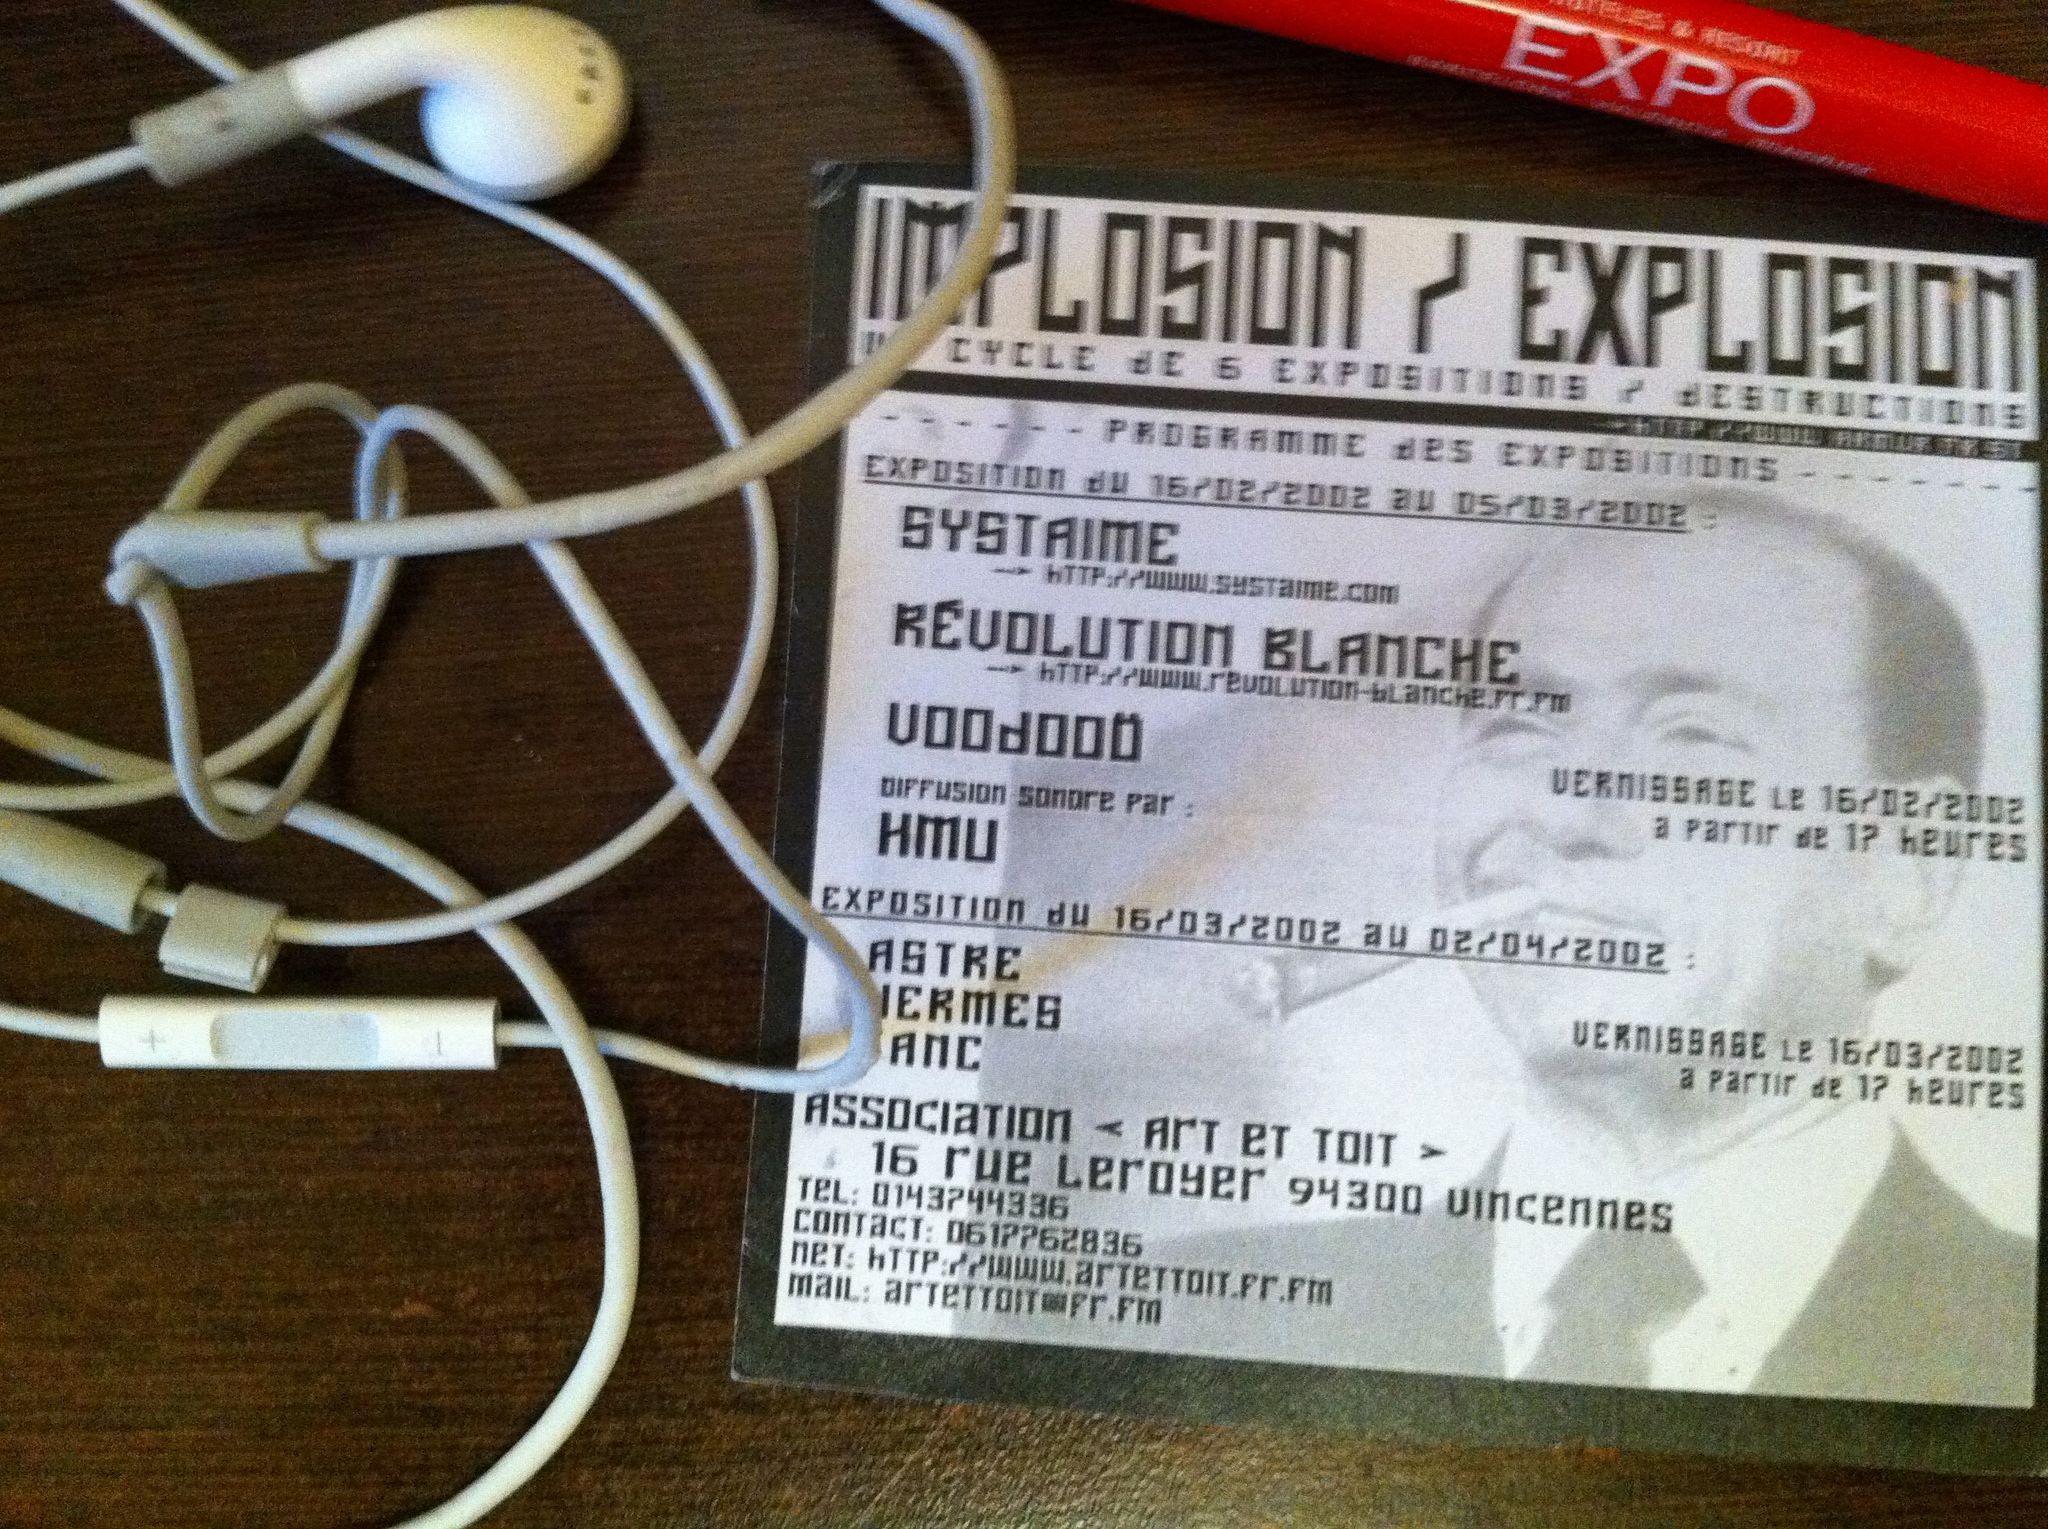 EXPO
IMPLOSION / EXPLOSION
CYCLE de 6 EXPOSITIONS / dESTRUCTIONS
- - - - - - PROGRAMME des EXPOSITIONS - - - - - -
EXPOSITION du 16/02/2002 au 05/03/2002 :
SYSTAIME
--> http://www.systaime.com
RÉVOLUTION BLANCHE
--> http://www.revolution-blanche.fr.fm
VOOdOOÖ
DIFFUSION SONORE Par :
HMU
VERNISSAGE Le 16/02/2002
a Partir de 17 heures
EXPOSITION du 16/03/2002 au 02/04/2002 :
ASTRE
HERMES
ANC
VERNISSAGE Le 16/03/2002
a Partir de 17 heures
ASSOCIATION < ART ET TOIT >
16 rue Leroyer 94300 Vincennes
TEL: 0143744336
CONTACT: 0617762836
NET: http://www.artettoit.fr.fm
MAIL: artettoit@fr.fm
+
-